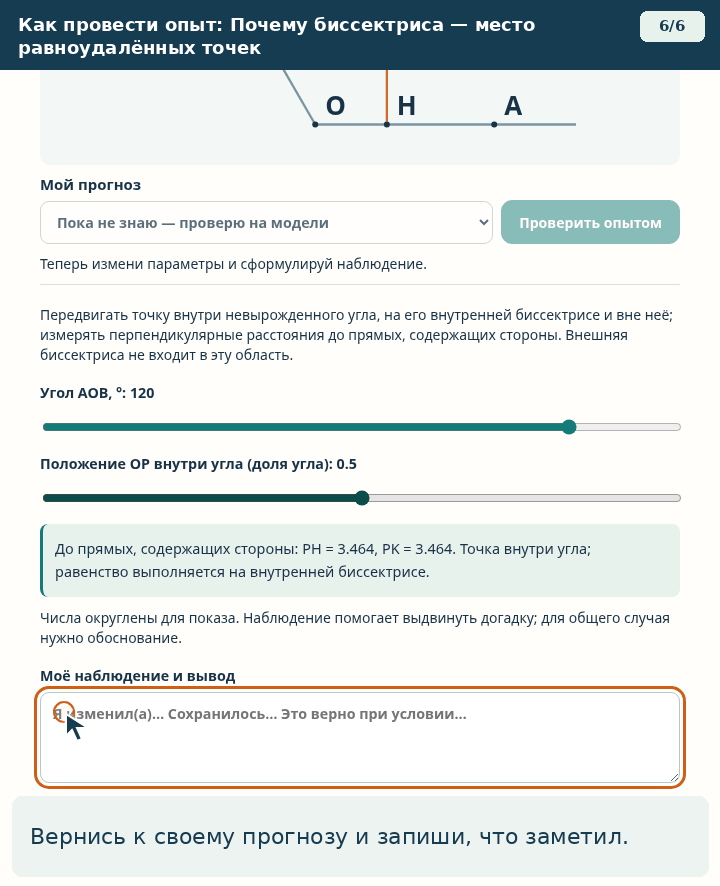 Как провести опыт: Почему биссектриса — место
равноудалённых точек
6/6
O H A
Мой прогноз
Пока не знаю — проверю на модели
Проверить опытом
Теперь измени параметры и сформулируй наблюдение.
Передвигать точку внутри невырожденного угла, на его внутренней биссектрисе и вне неё;
измерять перпендикулярные расстояния до прямых, содержащих стороны. Внешняя
биссектриса не входит в эту область.
Угол AOB, °: 120
Положение OP внутри угла (доля угла): 0.5
До прямых, содержащих стороны: PH = 3.464, PK = 3.464. Точка внутри угла;
равенство выполняется на внутренней биссектрисе.
Числа округлены для показа. Наблюдение помогает выдвинуть догадку; для общего случая
нужно обоснование.
Моё наблюдение и вывод
Я изменил(а)… Сохранилось… Это верно при условии…
Вернись к своему прогнозу и запиши, что заметил.